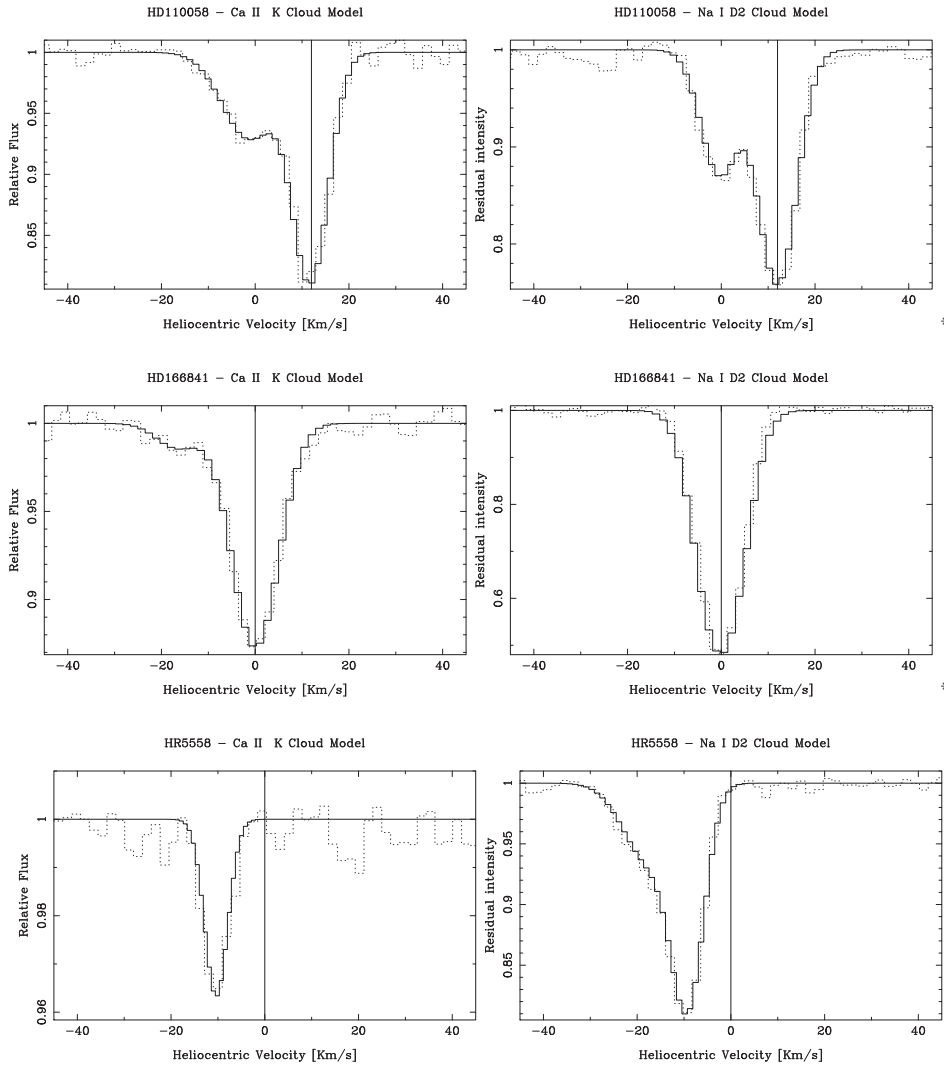 HD110058 – Ca II K Cloud Model
HD110058 – Na I D2 Cloud Model
Relative Flux
1
0.95
0.9
0.85
−40 −20 0 20 40
Heliocentric Velocity [Km/s]
Residual intensity
1
0.9
0.8
−40 −20 0 20 40
Heliocentric Velocity [Km/s]
HD166841 – Ca II K Cloud Model
HD166841 – Na I D2 Cloud Model
Relative Flux
1
0.95
0.9
−40 −20 0 20 40
Heliocentric Velocity [Km/s]
Residual intensity
1
0.8
0.6
−40 −20 0 20 40
Heliocentric Velocity [Km/s]
HR5558 – Ca II K Cloud Model
HR5558 – Na I D2 Cloud Model
Relative Flux
1
0.98
0.96
−40 −20 0 20 40
Heliocentric Velocity [Km/s]
Residual intensity
1
0.95
0.9
0.85
−40 −20 0 20 40
Heliocentric Velocity [Km/s]